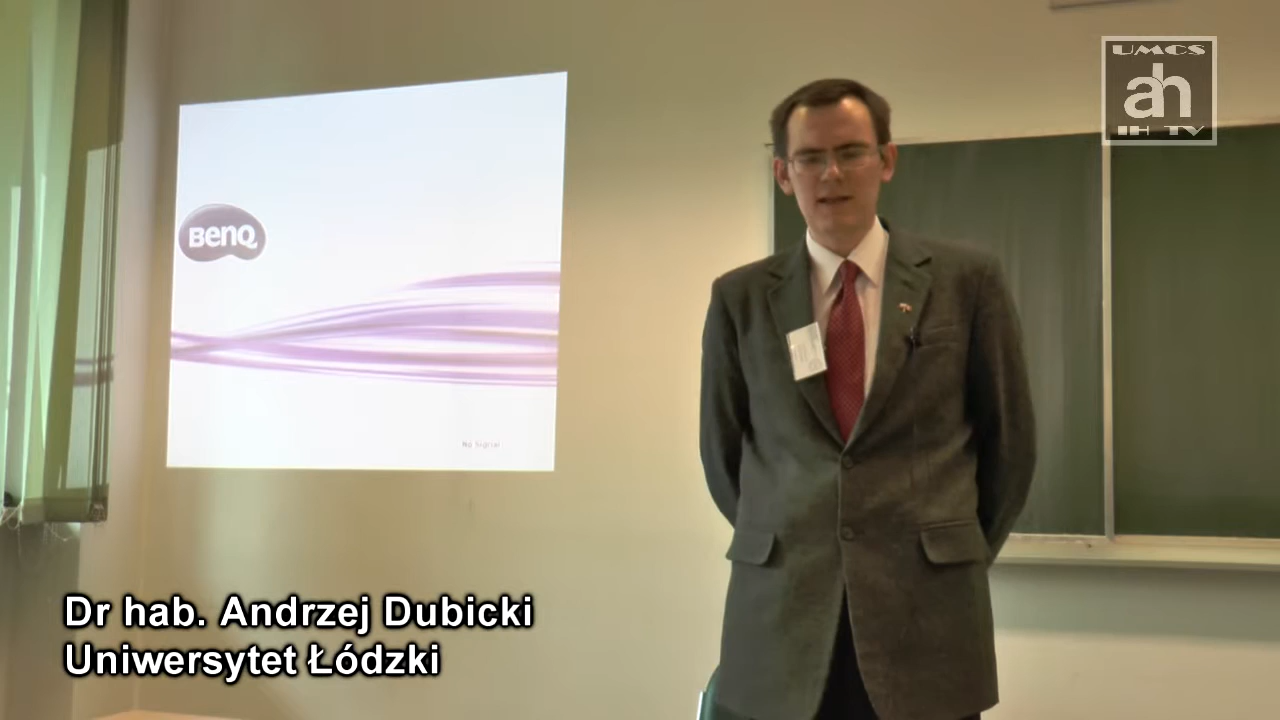 UMCS
ah
IH TV
BenQ
No Signal
Dr hab. Andrzej Dubicki
Uniwersytet Łódzki